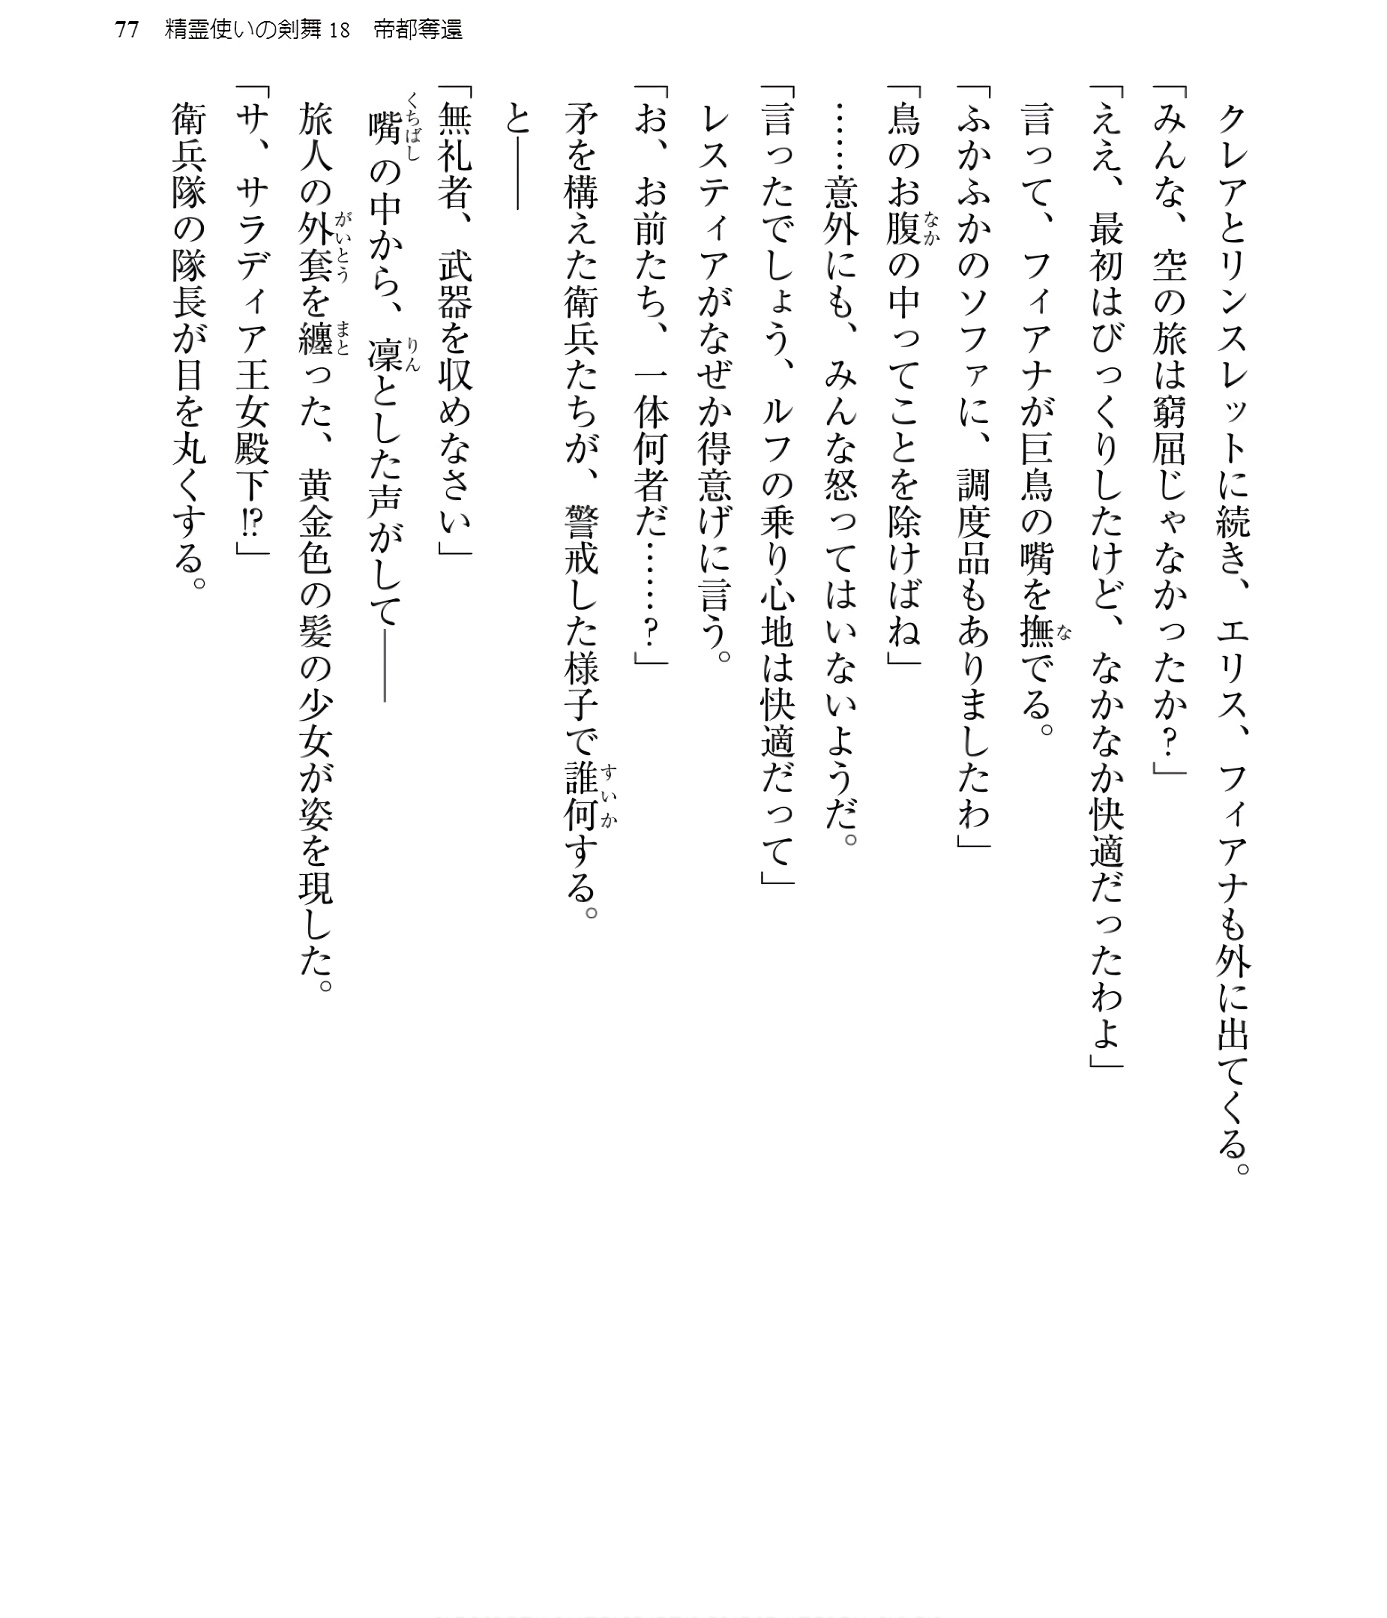 77 精霊使いの剣舞18 帝都奪還
クレアとリンスレットに続き、エリス、フィアナも外に出てくる。
「みんな、空の旅は窮屈じゃなかったか?」
「ええ、最初はびっくりしたけど、なかなか快適だったわよ」
言って、フィアナが巨鳥の嘴を撫でる。
「ふかふかのソファに、調度品もありましたわ」
「鳥のお腹の中ってことを除けばね」
……意外にも、みんな怒ってはいないようだ。
「言ったでしょう、ルフの乗り心地は快適だって」
レスティアがなぜか得意げに言う。
「お、お前たち、一体何者だ……?」
矛を構えた衛兵たちが、警戒した様子で誰何する。
と――
「無礼者、武器を収めなさい」
嘴の中から、凛とした声がして――
旅人の外套を纏った、黄金色の髪の少女が姿を現した。
「サ、サラディア王女殿下!?」
衛兵隊の隊長が目を丸くする。